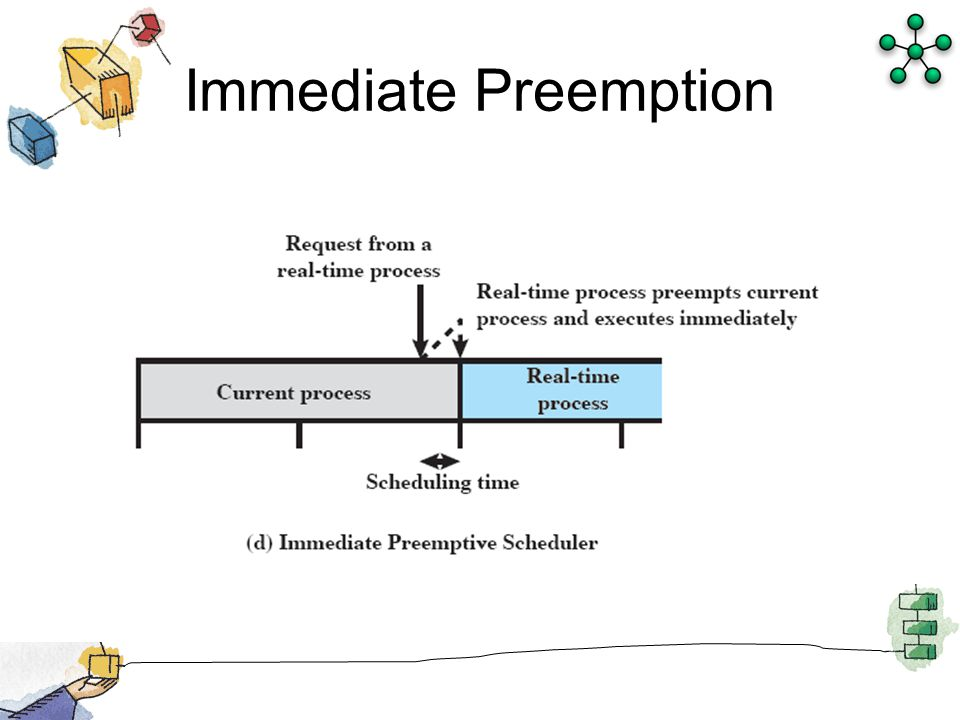 Immediate Preemption
Request from a
real-time process
Real-time process preempts current
process and executes immediately
Current process
Real-time
process
Scheduling time
(d) Immediate Preemptive Scheduler